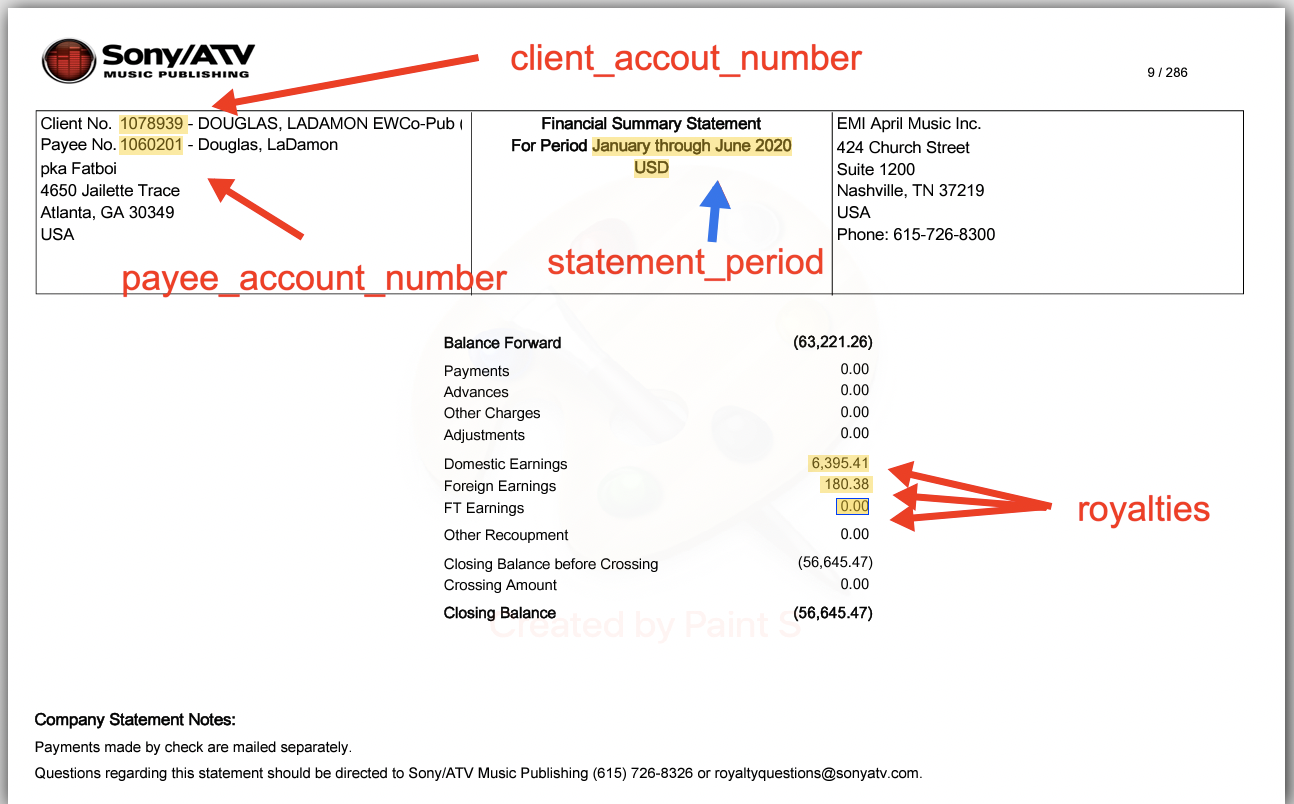 Sony/ATV
MUSIC PUBLISHING
client_accout_number
9 / 286
Client No. 1078939 - DOUGLAS, LADAMON EWCo-Pub (
Payee No. 1060201 - Douglas, LaDamon
pka Fatboi
4650 Jailette Trace
Atlanta, GA 30349
USA
payee_account_number
Financial Summary Statement
For Period January through June 2020
USD
statement_period
EMI April Music Inc.
424 Church Street
Suite 1200
Nashville, TN 37219
USA
Phone: 615-726-8300
Balance Forward (63,221.26)
Payments 0.00
Advances 0.00
Other Charges 0.00
Adjustments 0.00
Domestic Earnings 6,395.41
Foreign Earnings 180.38
FT Earnings 0.00
royalties
Other Recoupment 0.00
Closing Balance before Crossing (56,645.47)
Crossing Amount 0.00
Closing Balance (56,645.47)
Created by Paint S
Company Statement Notes:
Payments made by check are mailed separately.
Questions regarding this statement should be directed to Sony/ATV Music Publishing (615) 726-8326 or royaltyquestions@sonyatv.com.